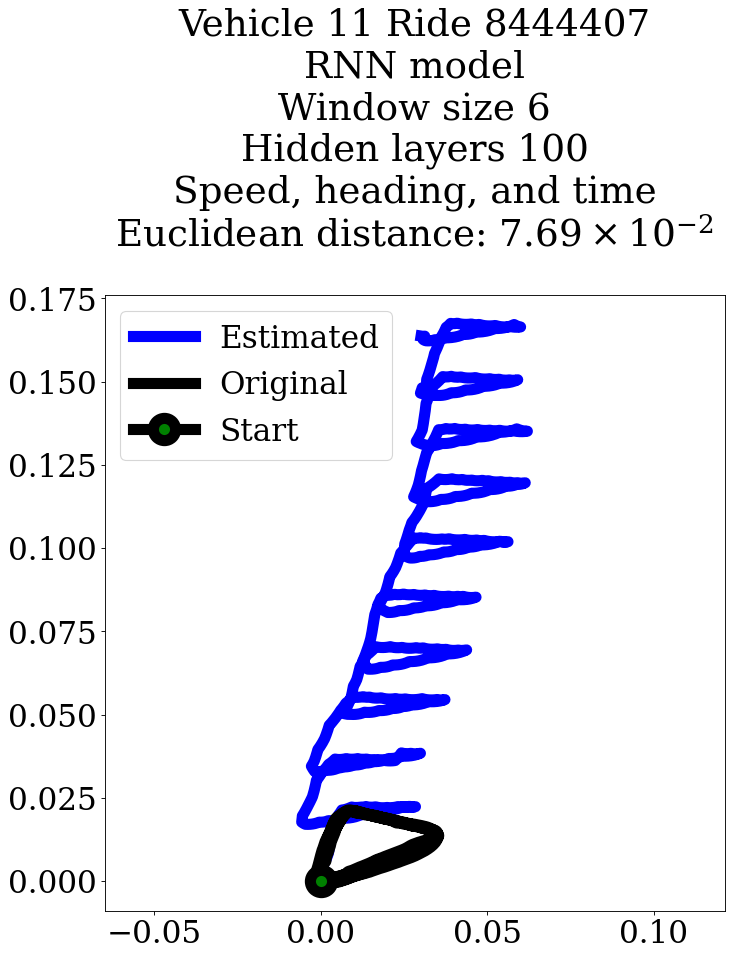 Vehicle 11 Ride 8444407
RNN model
Window size 6
Hidden layers 100
Speed, heading, and time
Euclidean distance: 7.69 × 10⁻²
Estimated
Original
Start
0.175
0.150
0.125
0.100
0.075
0.050
0.025
0.000
−0.05
0.00
0.05
0.10